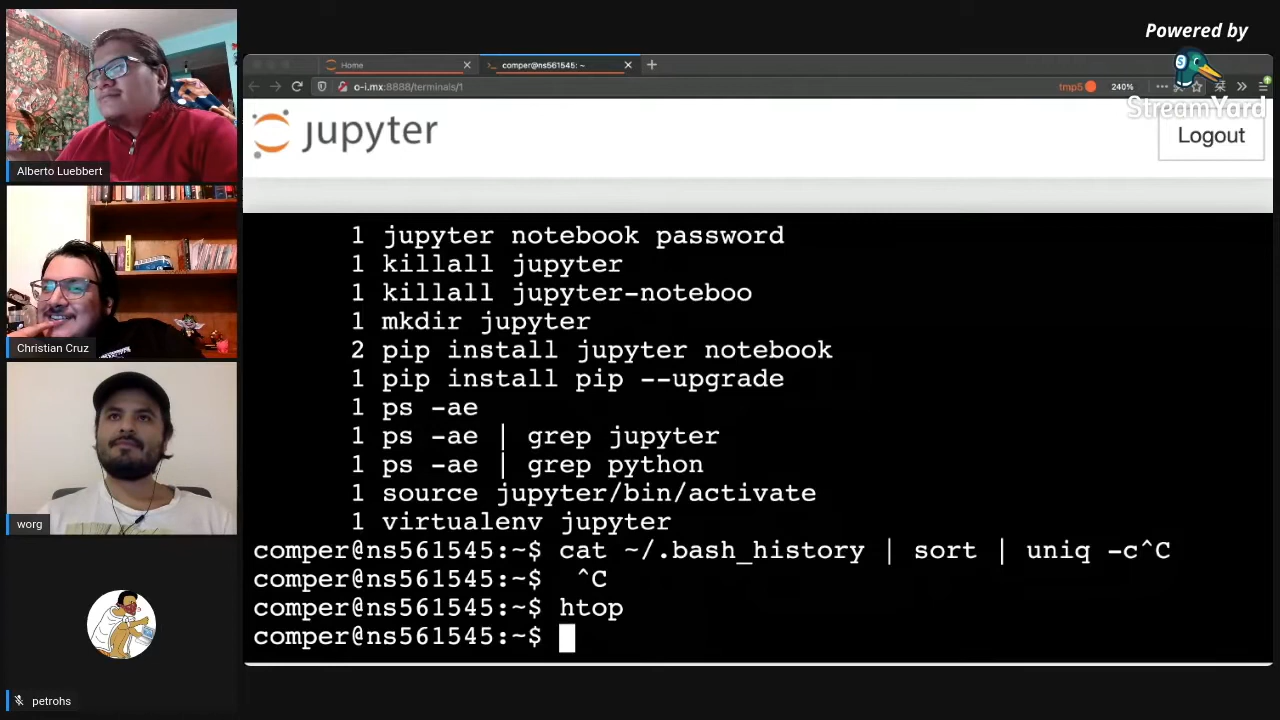 Powered by
StreamYard
Home
comper@ns561545: ~
o-i.mx:8888/terminals/1
tmp5
240%
jupyter
Logout
1 jupyter notebook password
1 killall jupyter
1 killall jupyter-noteboo
1 mkdir jupyter
2 pip install jupyter notebook
1 pip install pip --upgrade
1 ps -ae
1 ps -ae | grep jupyter
1 ps -ae | grep python
1 source jupyter/bin/activate
1 virtualenv jupyter
comper@ns561545:~$ cat ~/.bash_history | sort | uniq -c^C
comper@ns561545:~$  ^C
comper@ns561545:~$ htop
comper@ns561545:~$
Alberto Luebbert
Christian Cruz
worg
petrohs